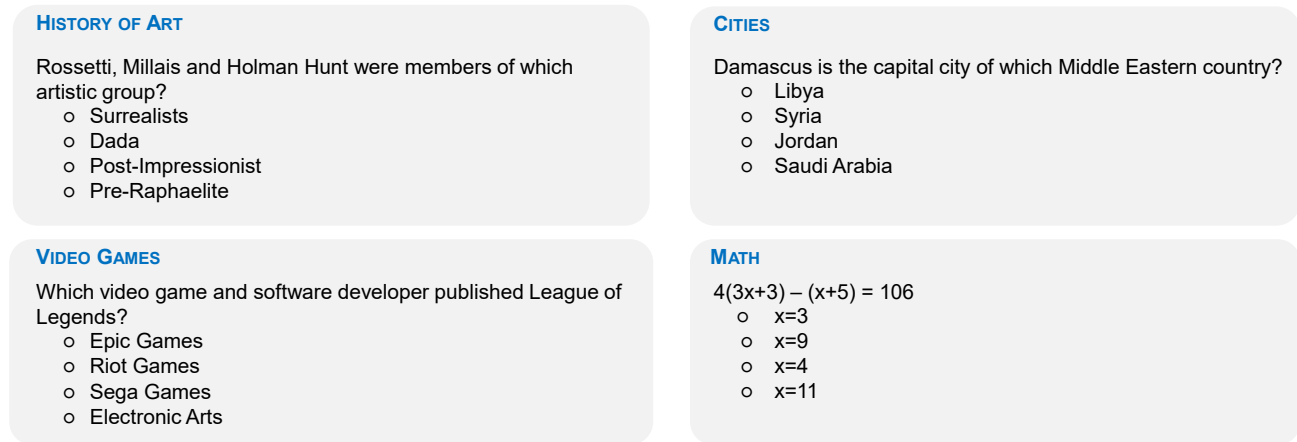 HISTORY OF ART
Rossetti, Millais and Holman Hunt were members of which
artistic group?
o Surrealists
o Dada
o Post-Impressionist
o Pre-Raphaelite
CITIES
Damascus is the capital city of which Middle Eastern country?
o Libya
o Syria
o Jordan
o Saudi Arabia
VIDEO GAMES
Which video game and software developer published League of
Legends?
o Epic Games
o Riot Games
o Sega Games
o Electronic Arts
MATH
4(3x+3) – (x+5) = 106
o x=3
o x=9
o x=4
o x=11